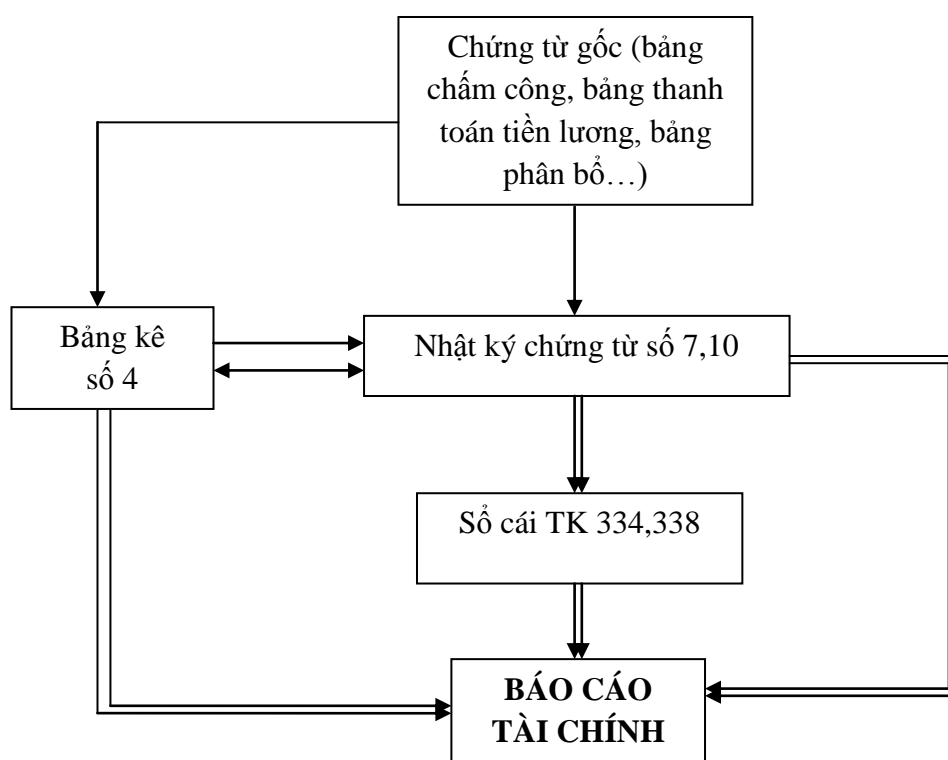 Chứng từ gốc (bảng
chấm công, bảng thanh
toán tiền lương, bảng
phân bổ…)
Bảng kê
số 4
Nhật ký chứng từ số 7,10
Sổ cái TK 334,338
BÁO CÁO
TÀI CHÍNH